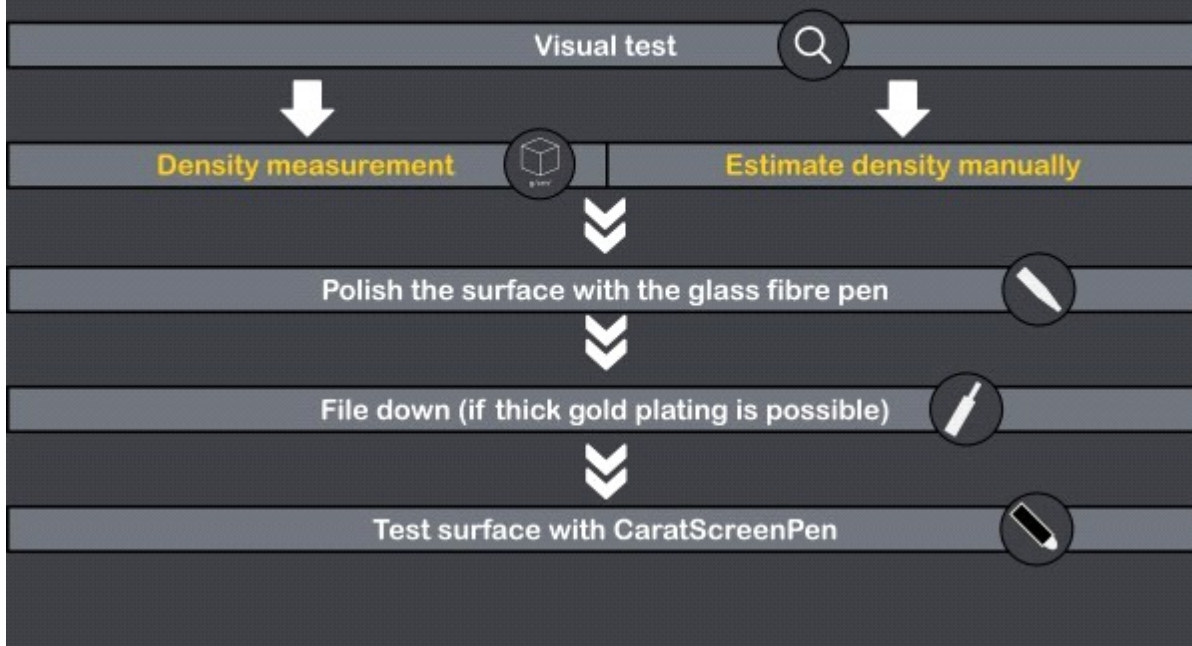 Visual test
Density measurement
Estimate density manually
Polish the surface with the glass fibre pen
File down (if thick gold plating is possible)
Test surface with CaratScreenPen